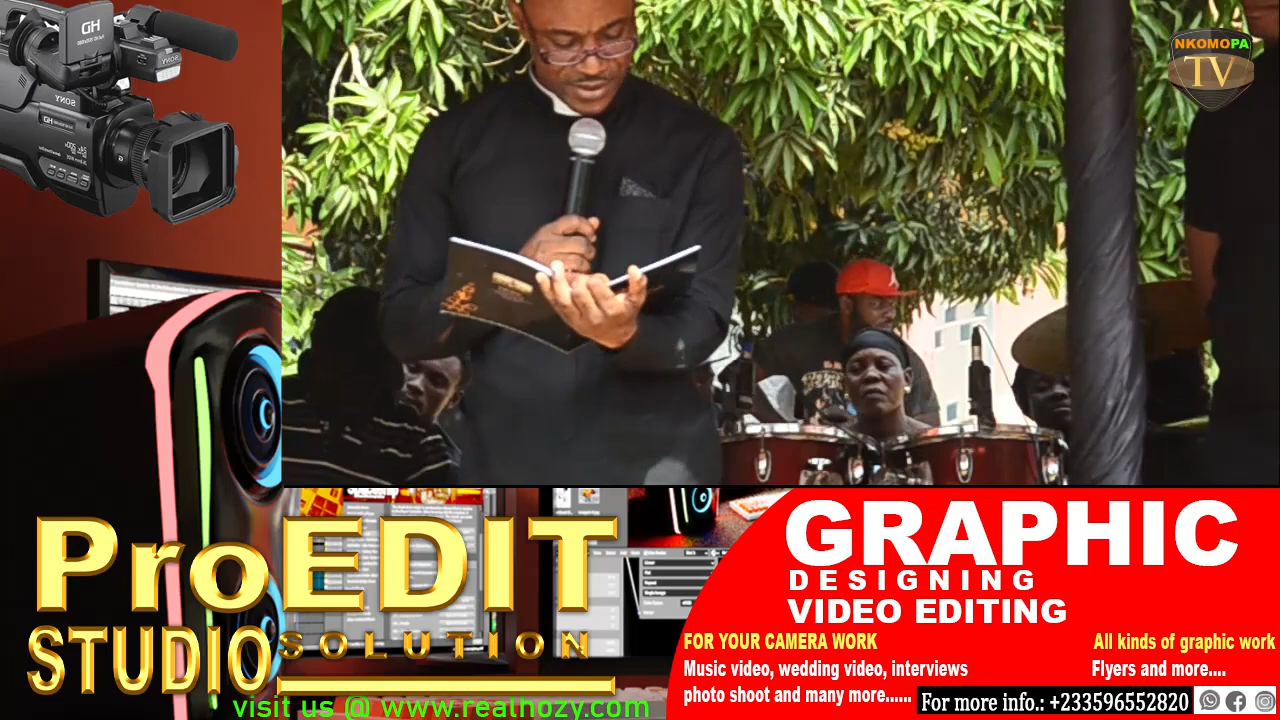 NKOMOPA
TV
HD
SONY
ProEDIT
STUDIO SOLUTION
visit us @ www.realhozy.com
GRAPHIC
DESIGNING
VIDEO EDITING
FOR YOUR CAMERA WORK
Music video, wedding video, interviews
photo shoot and many more......
All kinds of graphic work
Flyers and more....
For more info.: +233596552820